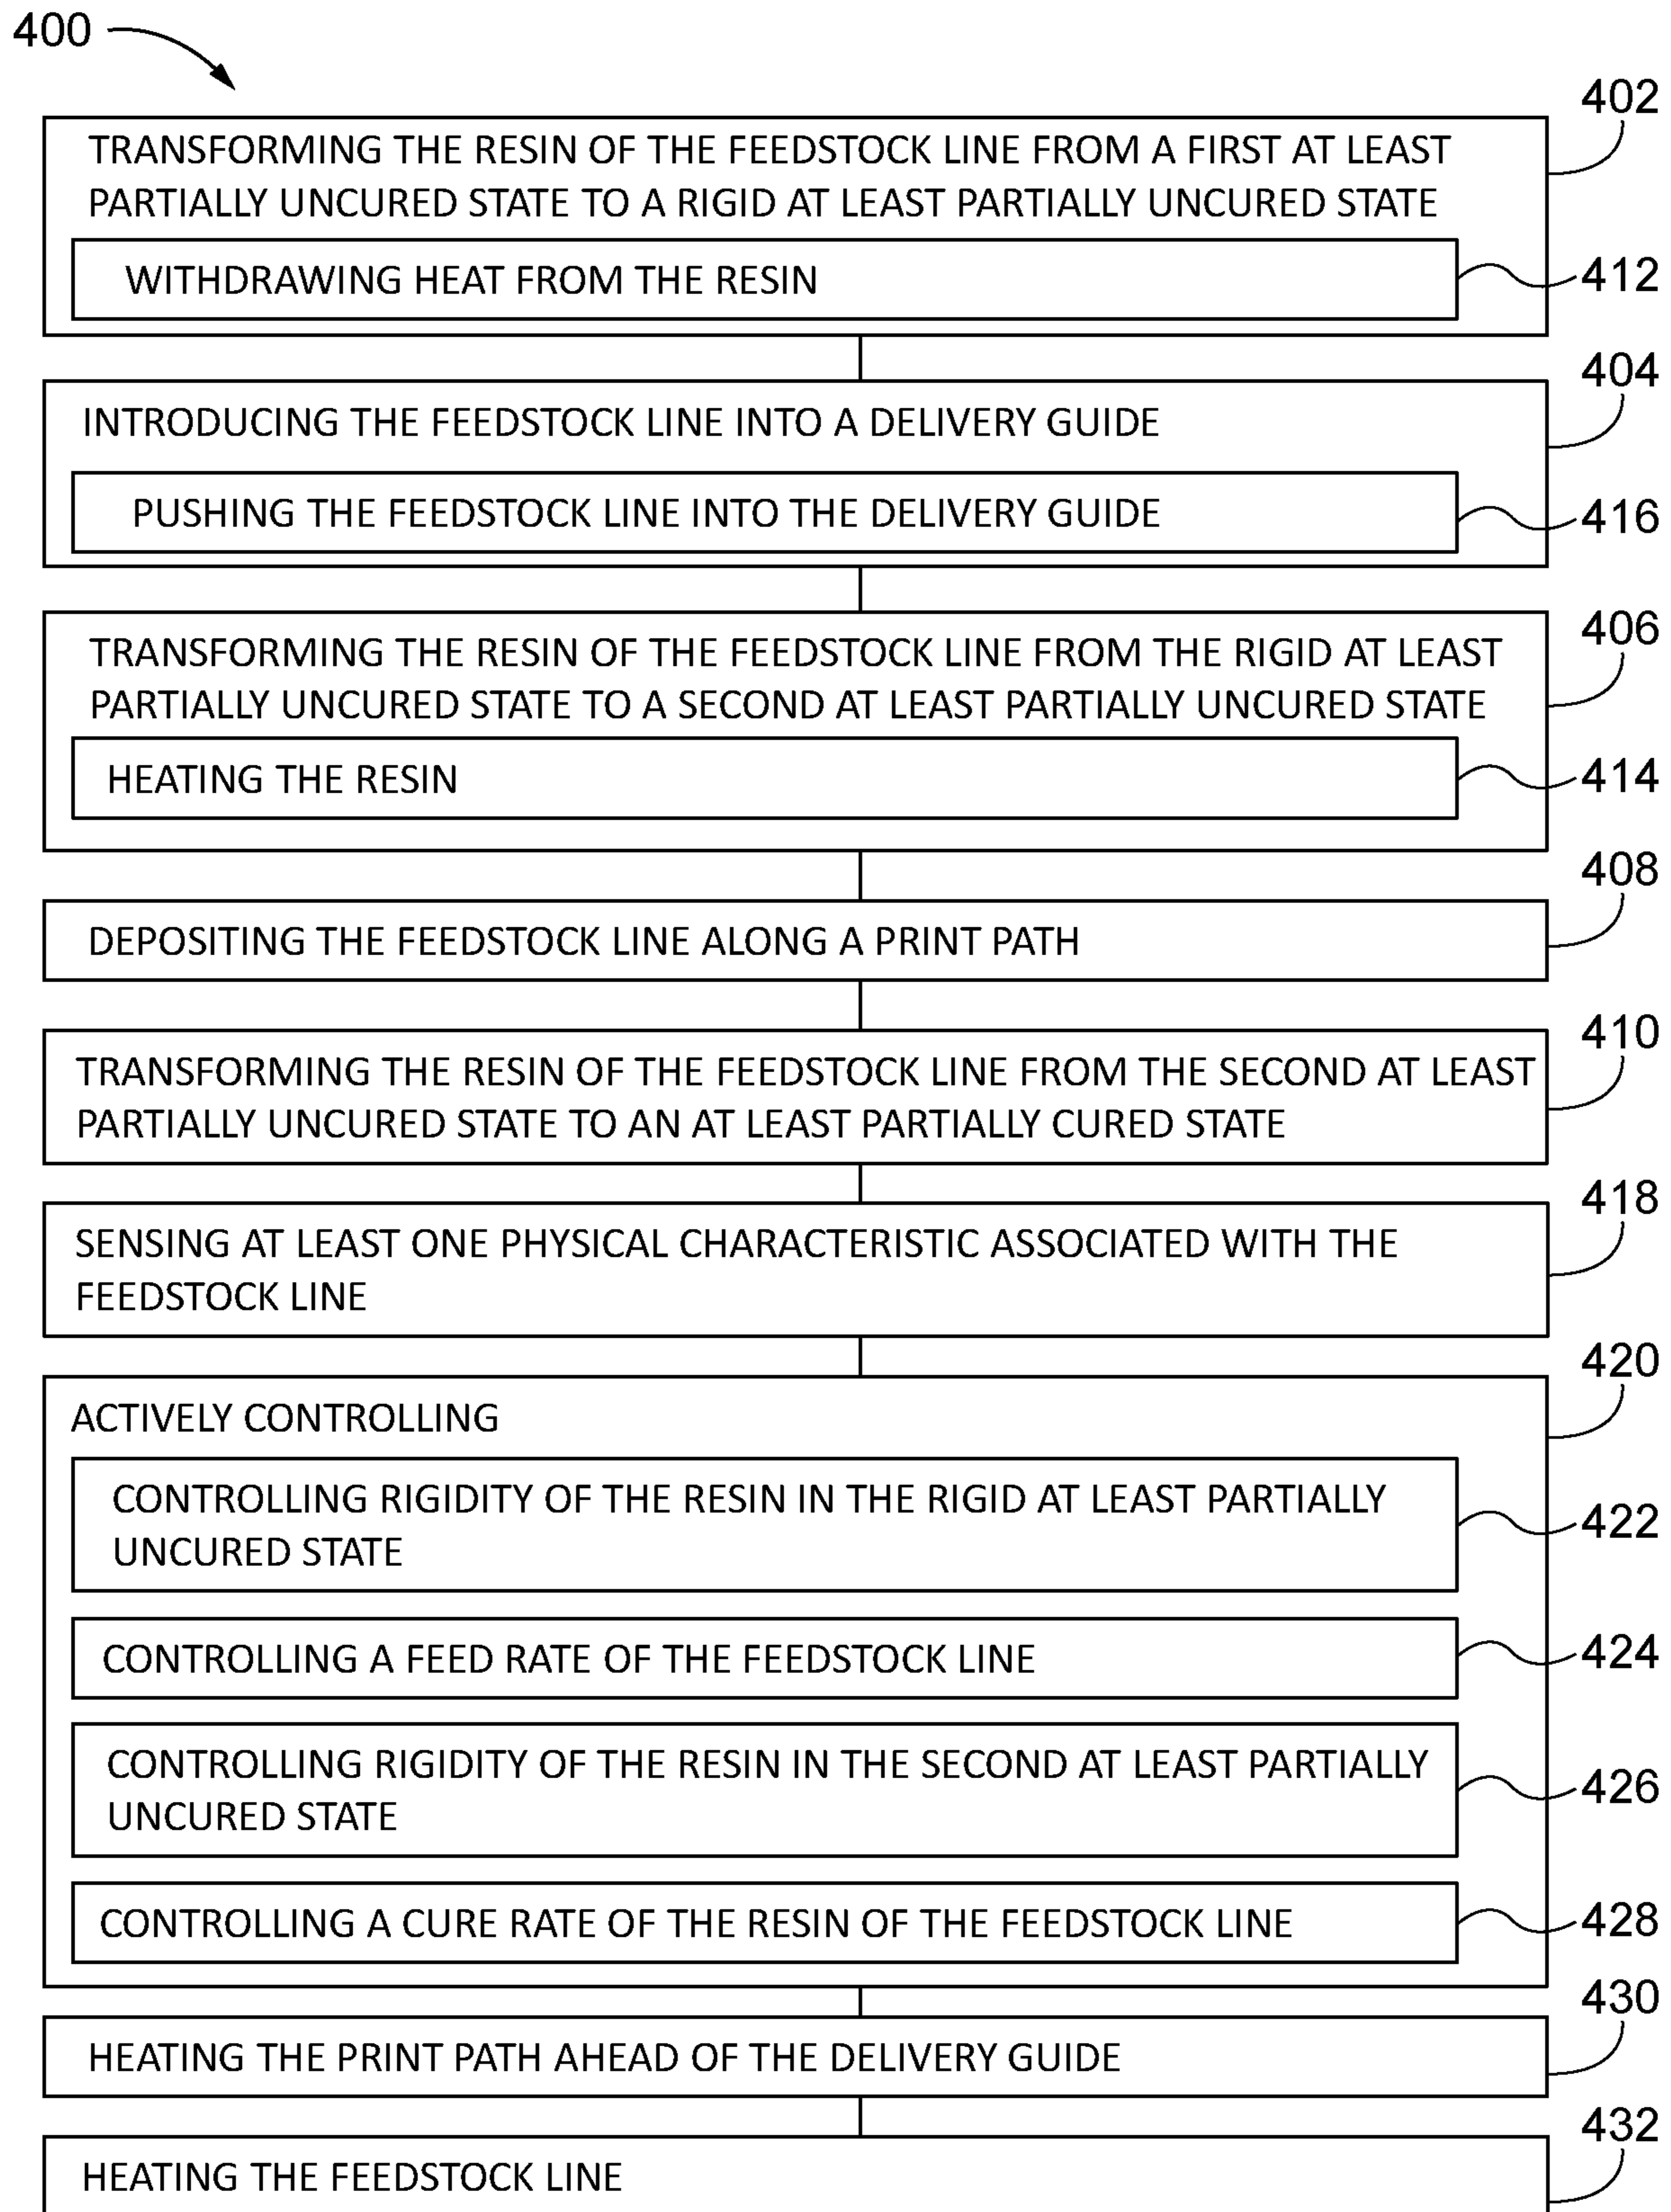 400
402
TRANSFORMING THE RESIN OF THE FEEDSTOCK LINE FROM A FIRST AT LEAST
PARTIALLY UNCURED STATE TO A RIGID AT LEAST PARTIALLY UNCURED STATE
WITHDRAWING HEAT FROM THE RESIN
412
404
INTRODUCING THE FEEDSTOCK LINE INTO A DELIVERY GUIDE
PUSHING THE FEEDSTOCK LINE INTO THE DELIVERY GUIDE
416
406
TRANSFORMING THE RESIN OF THE FEEDSTOCK LINE FROM THE RIGID AT LEAST
PARTIALLY UNCURED STATE TO A SECOND AT LEAST PARTIALLY UNCURED STATE
HEATING THE RESIN
414
408
DEPOSITING THE FEEDSTOCK LINE ALONG A PRINT PATH
410
TRANSFORMING THE RESIN OF THE FEEDSTOCK LINE FROM THE SECOND AT LEAST
PARTIALLY UNCURED STATE TO AN AT LEAST PARTIALLY CURED STATE
418
SENSING AT LEAST ONE PHYSICAL CHARACTERISTIC ASSOCIATED WITH THE
FEEDSTOCK LINE
420
ACTIVELY CONTROLLING
CONTROLLING RIGIDITY OF THE RESIN IN THE RIGID AT LEAST PARTIALLY
UNCURED STATE
422
CONTROLLING A FEED RATE OF THE FEEDSTOCK LINE
424
CONTROLLING RIGIDITY OF THE RESIN IN THE SECOND AT LEAST PARTIALLY
UNCURED STATE
426
CONTROLLING A CURE RATE OF THE RESIN OF THE FEEDSTOCK LINE
428
430
HEATING THE PRINT PATH AHEAD OF THE DELIVERY GUIDE
432
HEATING THE FEEDSTOCK LINE